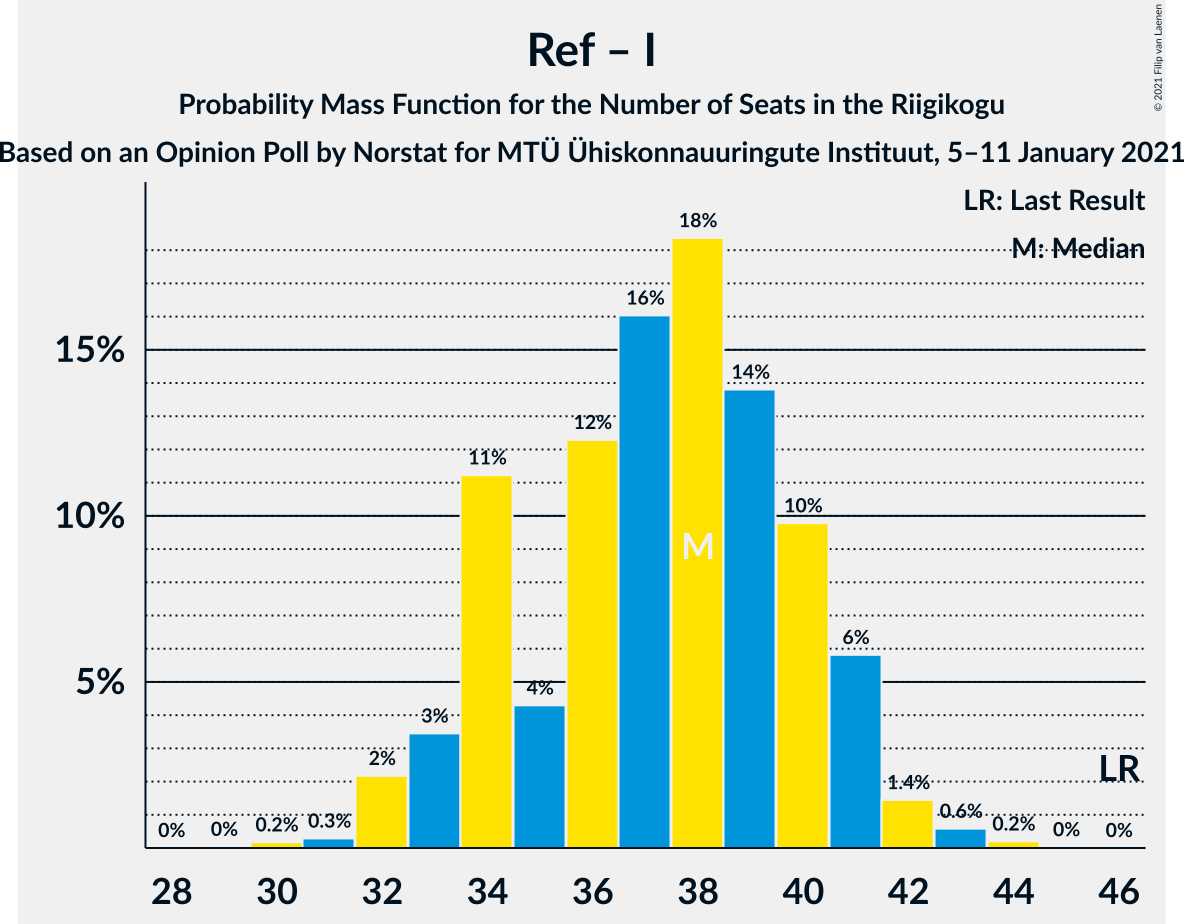 Ref – I
Probability Mass Function for the Number of Seats in the Riigikogu
Based on an Opinion Poll by Norstat for MTÜ Ühiskonnauuringute Instituut, 5–11 January 2021
© 2021 Filip van Laenen
LR: Last Result
M: Median
15%
10%
5%
0%
0%
0.2%
0.3%
2%
3%
11%
4%
12%
16%
18%
14%
10%
6%
1.4%
0.6%
0.2%
0%
0%
M
LR
28 30 32 34 36 38 40 42 44 46